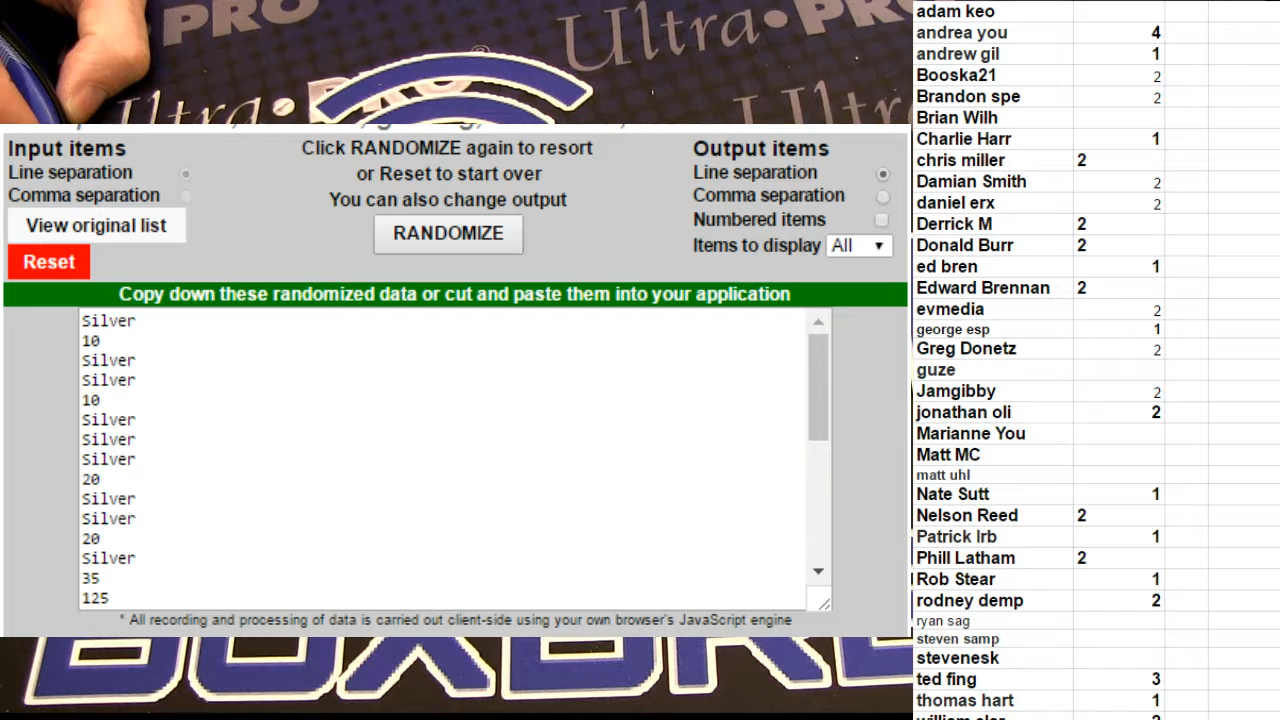 PRO
Ultra•PRO
Ultra•PRO
Ultra
Input items
Line separation
Comma separation
View original list
Reset
Click RANDOMIZE again to resort
or Reset to start over
You can also change output
RANDOMIZE
Output items
Line separation
Comma separation
Numbered items
Items to display All
Copy down these randomized data or cut and paste them into your application
Silver
10
Silver
Silver
10
Silver
Silver
Silver
20
Silver
Silver
20
Silver
35
125
* All recording and processing of data is carried out client-side using your own browser's JavaScript engine
BOXBRE
adam keo
andrea you 4
andrew gil 1
Booska21 2
Brandon spe 2
Brian Wilh
Charlie Harr 1
chris miller 2
Damian Smith 2
daniel erx 2
Derrick M 2
Donald Burr 2
ed bren 1
Edward Brennan 2
evmedia 2
george esp 1
Greg Donetz 2
guze
Jamgibby 2
jonathan oli 2
Marianne You
Matt MC
matt uhl
Nate Sutt 1
Nelson Reed 2
Patrick Irb 1
Phill Latham 2
Rob Stear 1
rodney demp 2
ryan sag
steven samp
stevenesk
ted fing 3
thomas hart 1